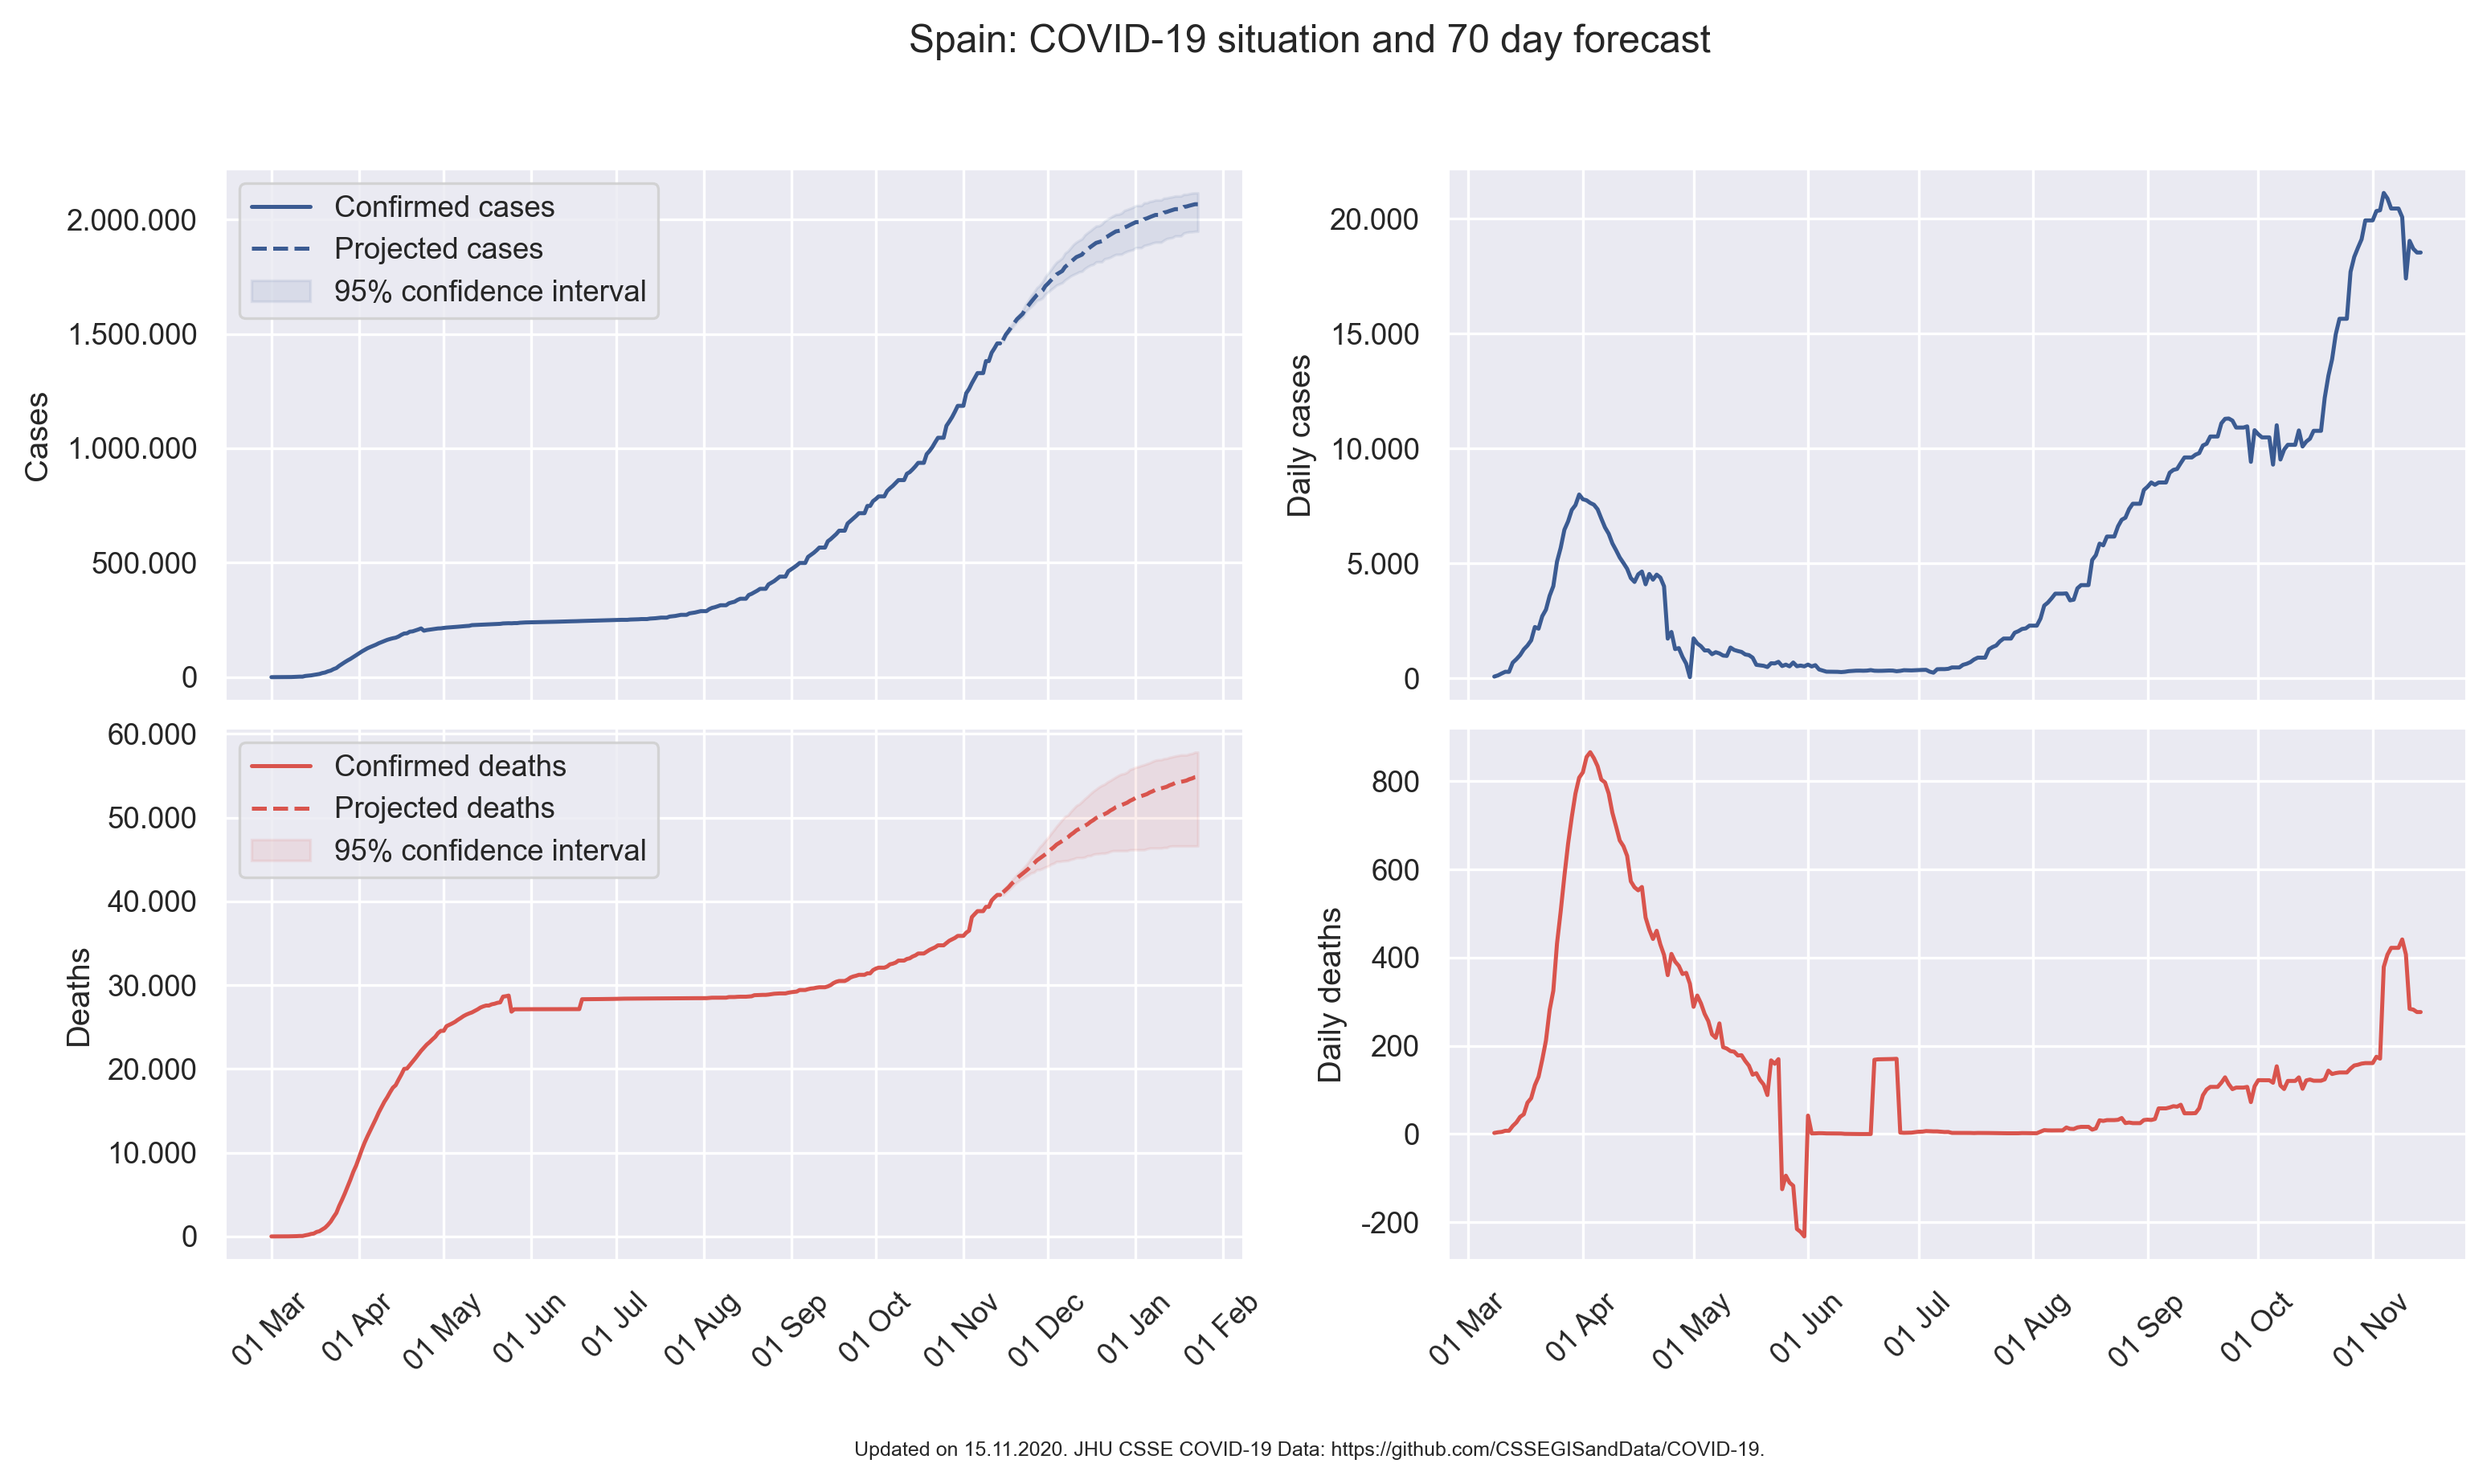 Spain: COVID-19 situation and 70 day forecast
Confirmed cases
Projected cases
95% confidence interval
2.000.000
1.500.000
1.000.000
500.000
0
Cases
20.000
15.000
10.000
5.000
0
Daily cases
Confirmed deaths
Projected deaths
95% confidence interval
60.000
50.000
40.000
30.000
20.000
10.000
0
Deaths
01 Mar
01 Apr
01 May
01 Jun
01 Jul
01 Aug
01 Sep
01 Oct
01 Nov
01 Dec
01 Jan
01 Feb
800
600
400
200
0
-200
Daily deaths
01 Mar
01 Apr
01 May
01 Jun
01 Jul
01 Aug
01 Sep
01 Oct
01 Nov
Updated on 15.11.2020. JHU CSSE COVID-19 Data: https://github.com/CSSEGISandData/COVID-19.